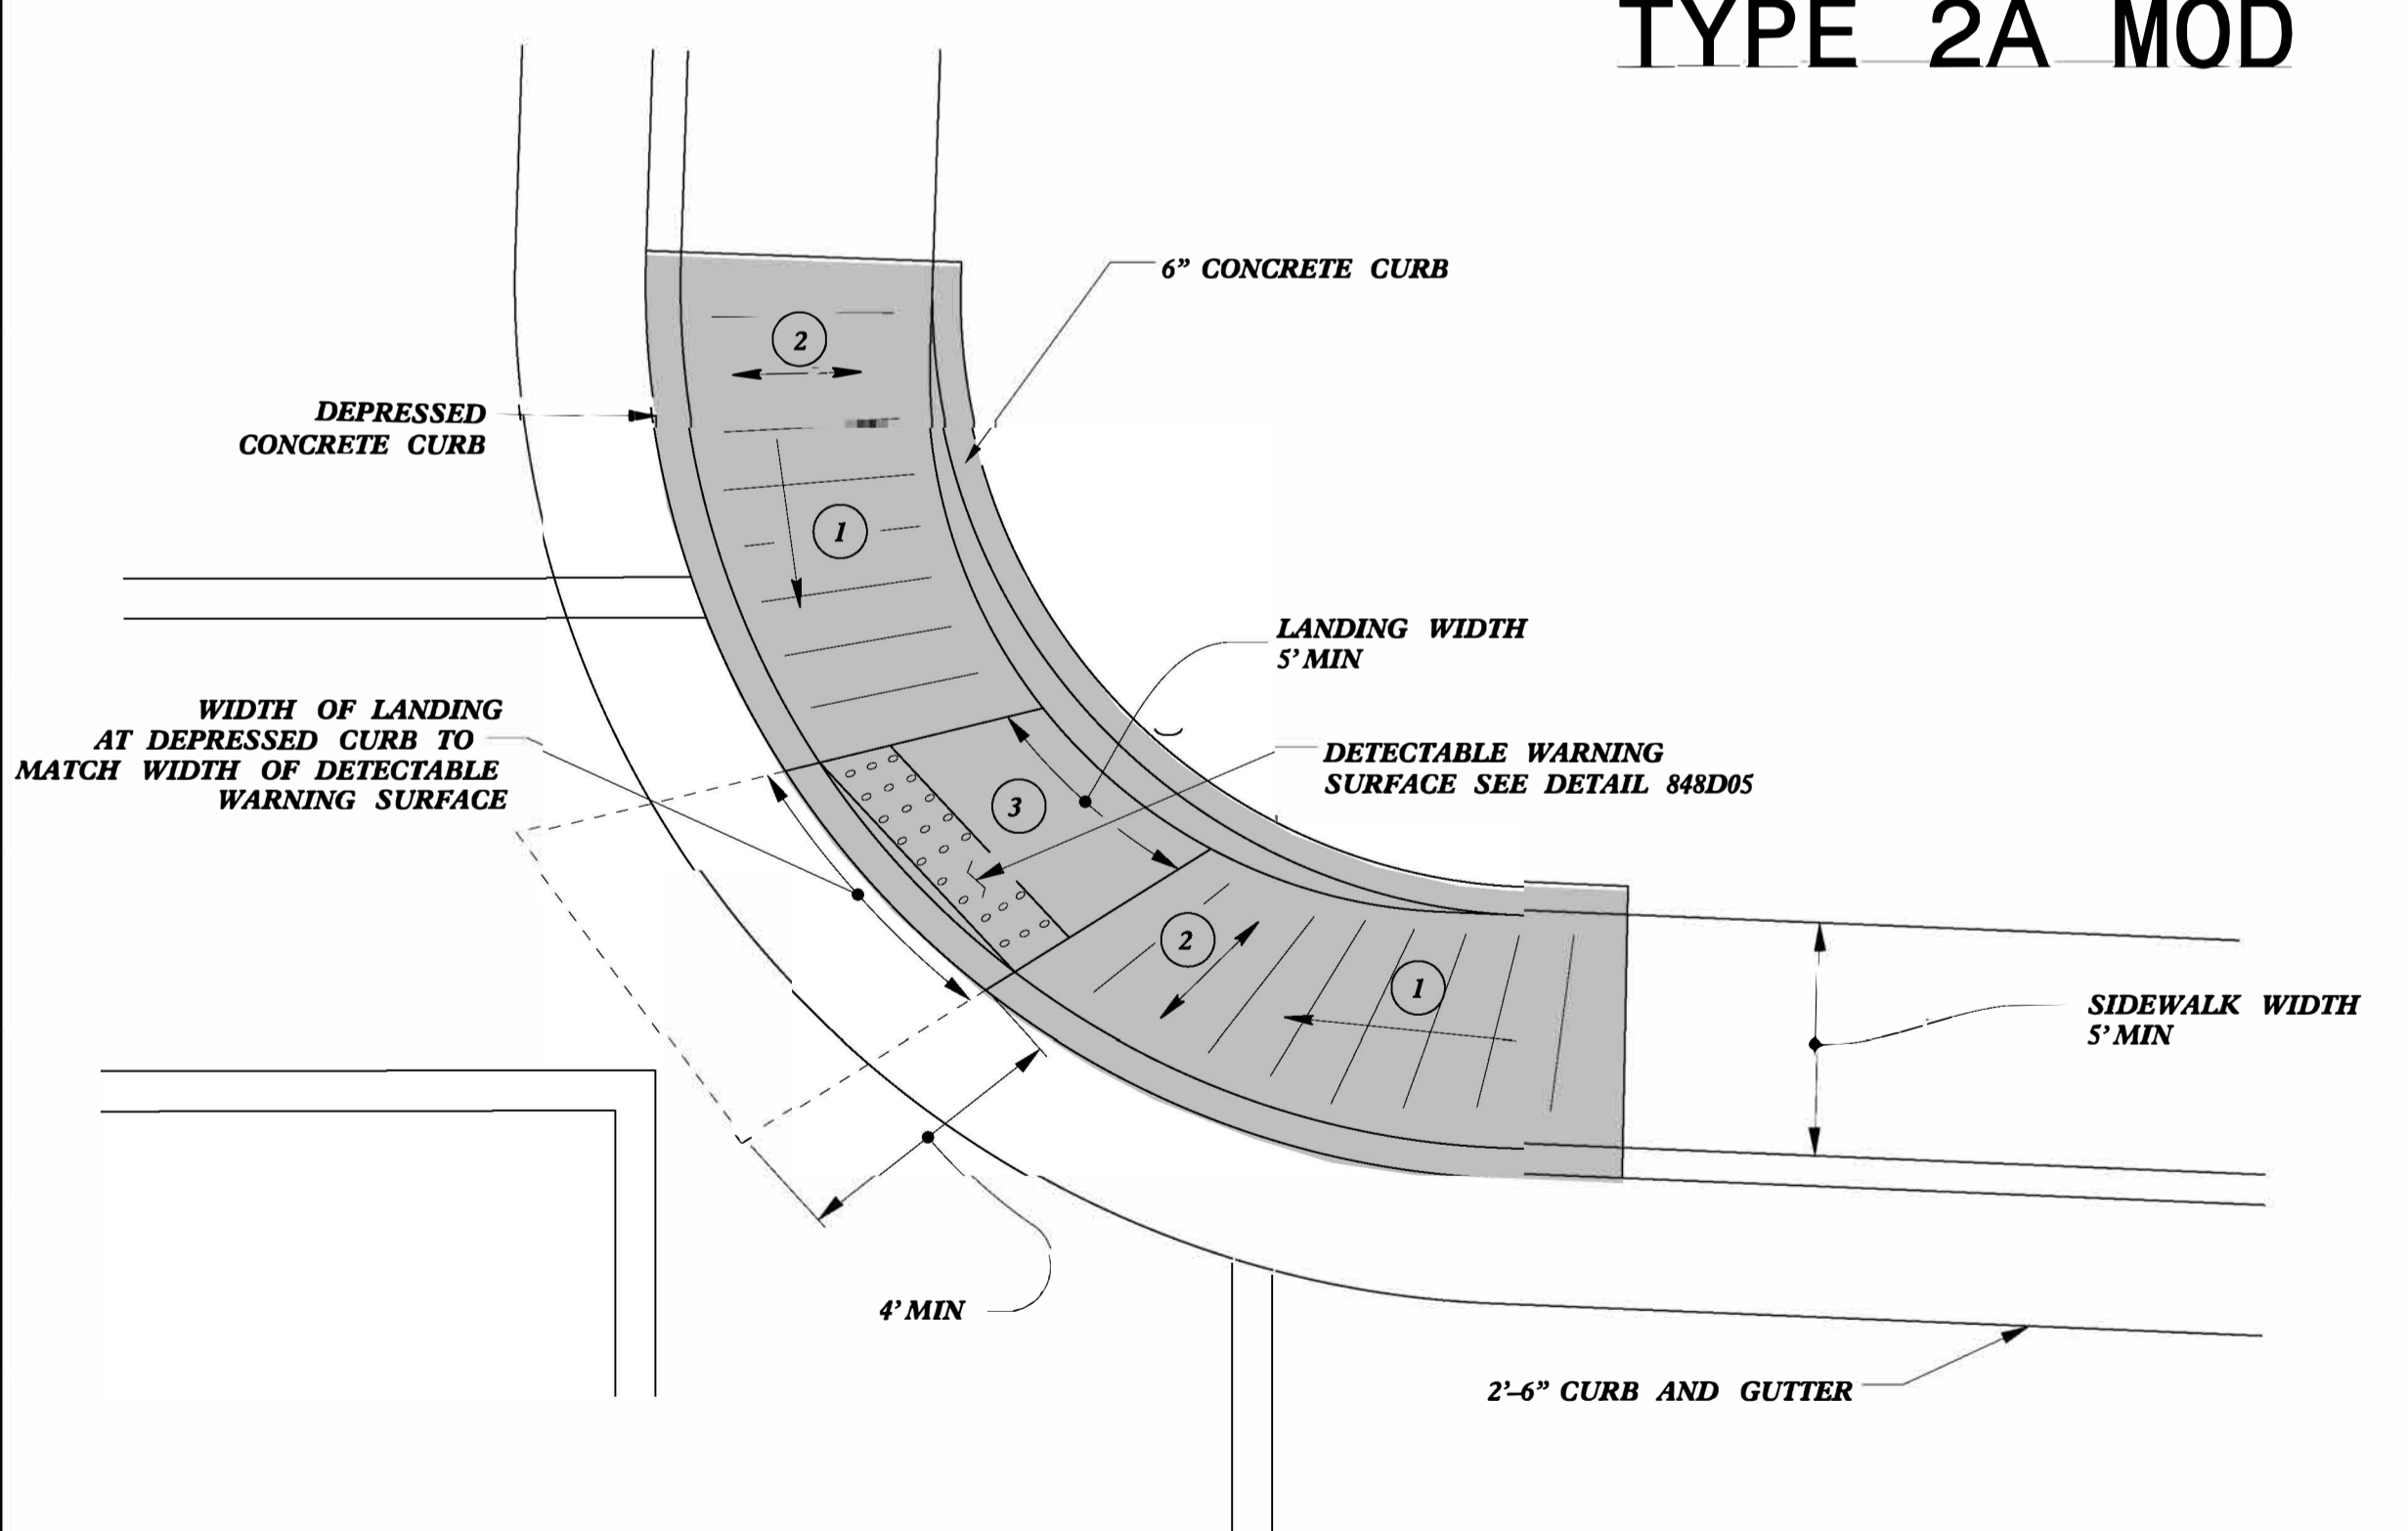 TYPE 2A MOD
6” CONCRETE CURB
2
DEPRESSED
CONCRETE CURB
1
LANDING WIDTH
5’ MIN
WIDTH OF LANDING
AT DEPRESSED CURB TO
MATCH WIDTH OF DETECTABLE
WARNING SURFACE
DETECTABLE WARNING
SURFACE SEE DETAIL 848D05
3
2
1
SIDEWALK WIDTH
5’ MIN
4’ MIN
2’–6” CURB AND GUTTER